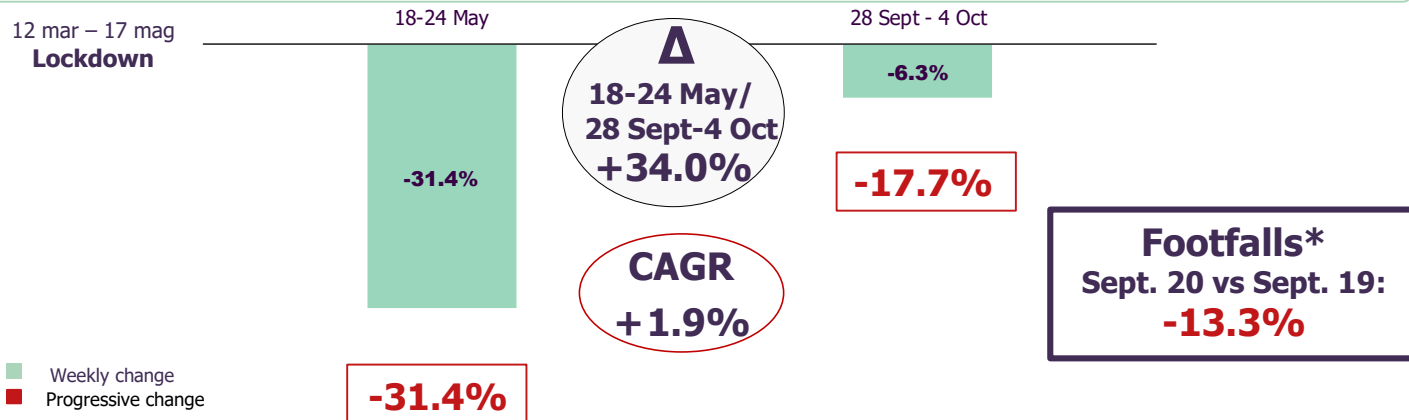 12 mar – 17 mag
Lockdown
18-24 May
28 Sept - 4 Oct
-31.4%
-6.3%
Δ
18-24 May/
28 Sept-4 Oct
+34.0%
-17.7%
CAGR
+1.9%
Footfalls*
Sept. 20 vs Sept. 19:
-13.3%
Weekly change
Progressive change
-31.4%